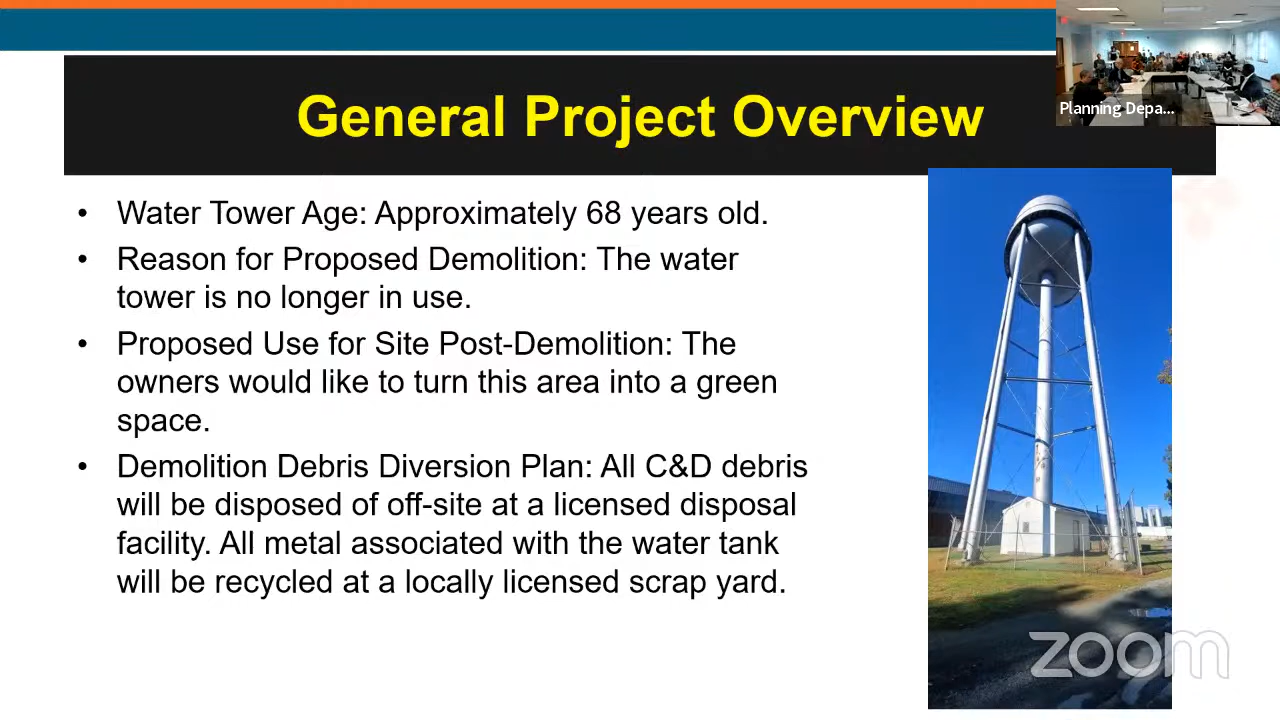 General Project Overview
Planning Depa...
• Water Tower Age: Approximately 68 years old.
• Reason for Proposed Demolition: The water
tower is no longer in use.
• Proposed Use for Site Post-Demolition: The
owners would like to turn this area into a green
space.
• Demolition Debris Diversion Plan: All C&D debris
will be disposed of off-site at a licensed disposal
facility. All metal associated with the water tank
will be recycled at a locally licensed scrap yard.
zoom